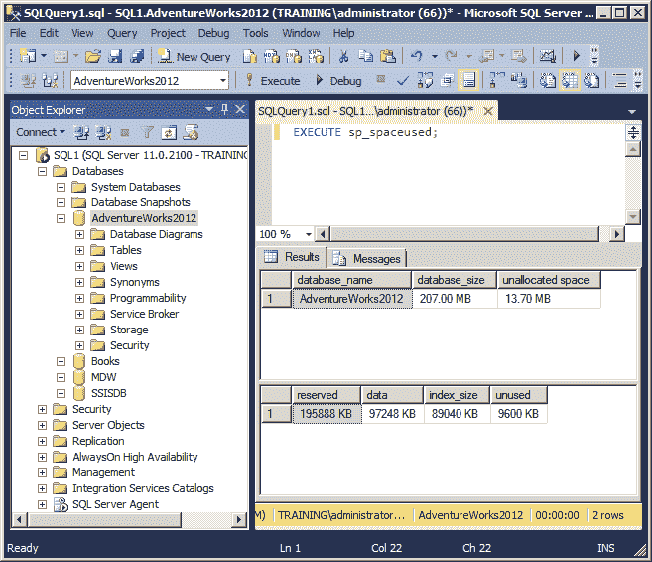 SQLQuery1.sql - SQL1.AdventureWorks2012 (TRAINING\administrator (66))* - Microsoft SQL Server ...
File Edit View Query Project Debug Tools Window Help
New Query
AdventureWorks2012 Execute Debug
Object Explorer
SQLQuery1.scl - SQL1...\administrator (66))*
Connect
EXECUTE sp_spaceused;
SQL1 (SQL Server 11.0.2100 - TRAINING
Databases
System Databases
Database Snapshots
AdventureWorks2012
Database Diagrams
Tables
Views
Synonyms
Programmability
Service Broker
Storage
Security
Books
MDW
SSISDB
Security
Server Objects
Replication
AlwaysOn High Availability
Management
Integration Services Catalogs
SQL Server Agent
100 %
Results Messages
database_name database_size unallocated space
1 AdventureWorks2012 207.00 MB 13.70 MB
reserved data index_size unused
1 195888 KB 97248 KB 89040 KB 9600 KB
M) TRAINING\administrator... AdventureWorks2012 00:00:00 2 rows
Ready Ln 1 Col 22 Ch 22 INS